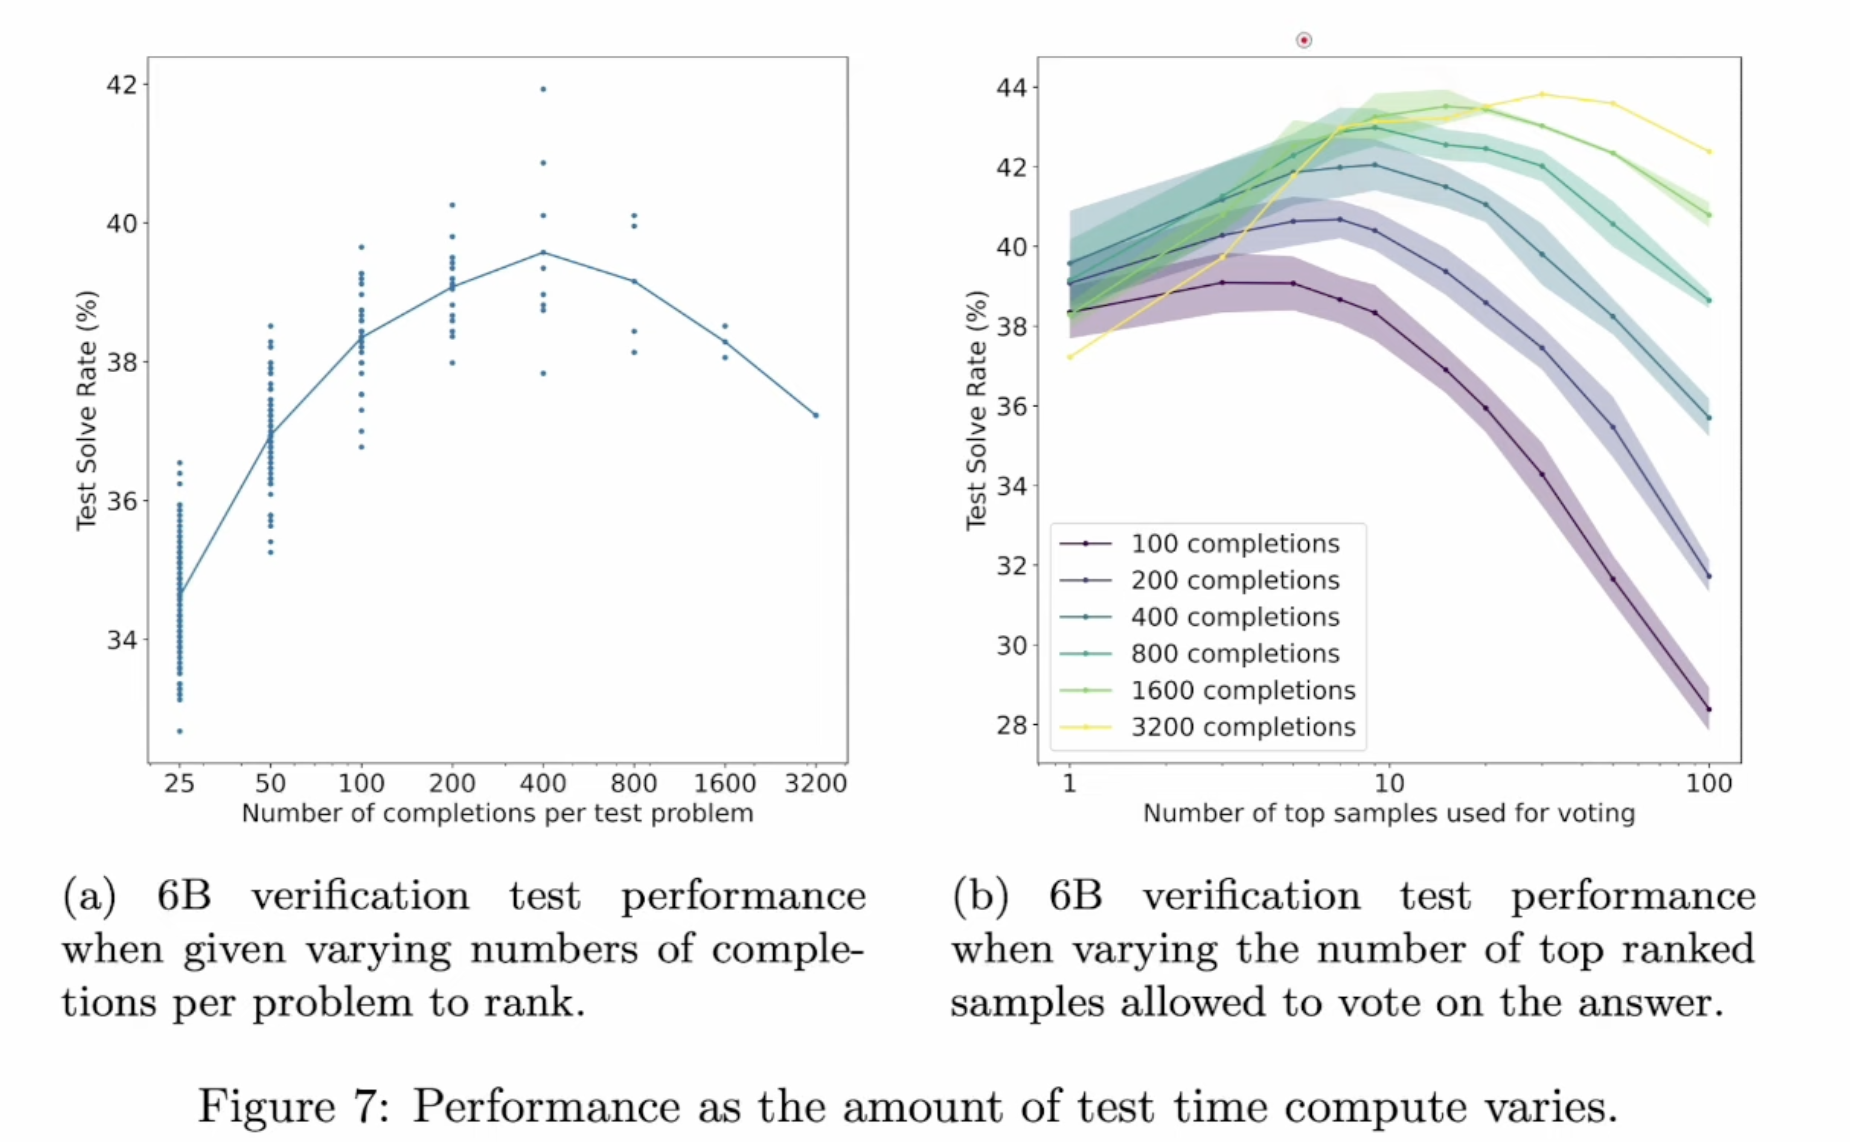 42
40
38
36
34
Test Solve Rate (%)
25 50 100 200 400 800 1600 3200
Number of completions per test problem
44
42
40
38
36
34
32
30
28
Test Solve Rate (%)
100 completions
200 completions
400 completions
800 completions
1600 completions
3200 completions
1 10 100
Number of top samples used for voting
(a) 6B verification test performance
when given varying numbers of comple-
tions per problem to rank.
(b) 6B verification test performance
when varying the number of top ranked
samples allowed to vote on the answer.
Figure 7: Performance as the amount of test time compute varies.